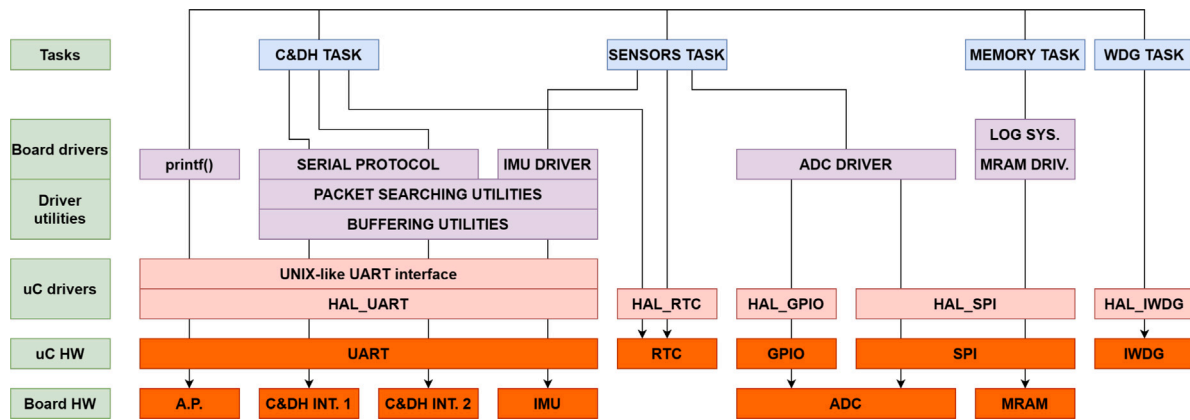 Tasks
C&DH TASK
SENSORS TASK
MEMORY TASK
WDG TASK
Board drivers
printf()
SERIAL PROTOCOL
IMU DRIVER
ADC DRIVER
LOG SYS.
MRAM DRIV.
Driver
utilities
PACKET SEARCHING UTILITIES
BUFFERING UTILITIES
uC drivers
UNIX-like UART interface
HAL_UART
HAL_RTC
HAL_GPIO
HAL_SPI
HAL_IWDG
uC HW
UART
RTC
GPIO
SPI
IWDG
Board HW
A.P.
C&DH INT. 1
C&DH INT. 2
IMU
ADC
MRAM